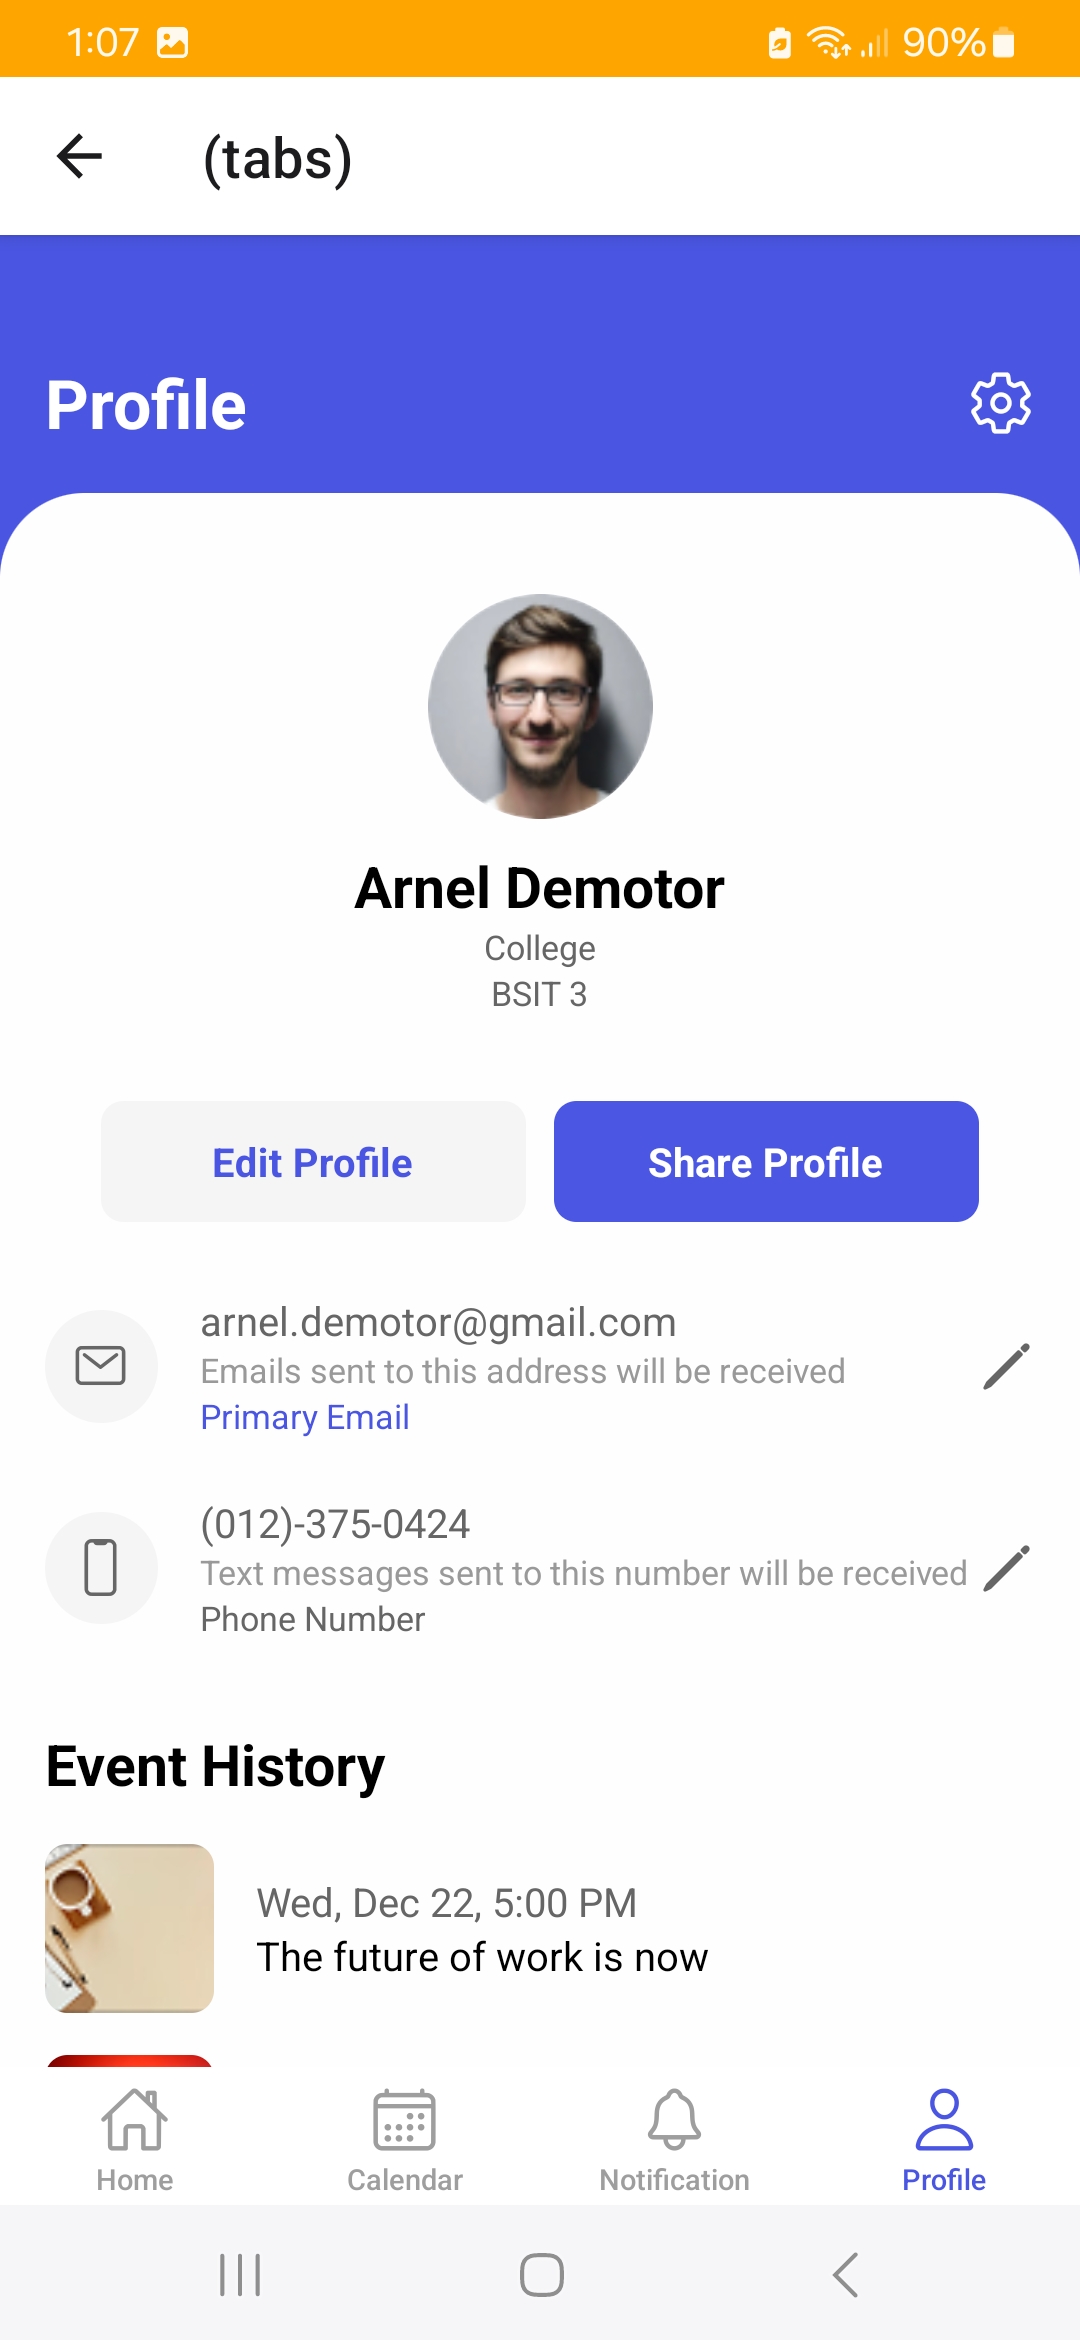 1:07
90%
(tabs)
Profile
Arnel Demotor
College
BSIT 3
Edit Profile
Share Profile
arnel.demotor@gmail.com
Emails sent to this address will be received
Primary Email
(012)-375-0424
Text messages sent to this number will be received
Phone Number
Event History
Wed, Dec 22, 5:00 PM
The future of work is now
Home
Calendar
Notification
Profile